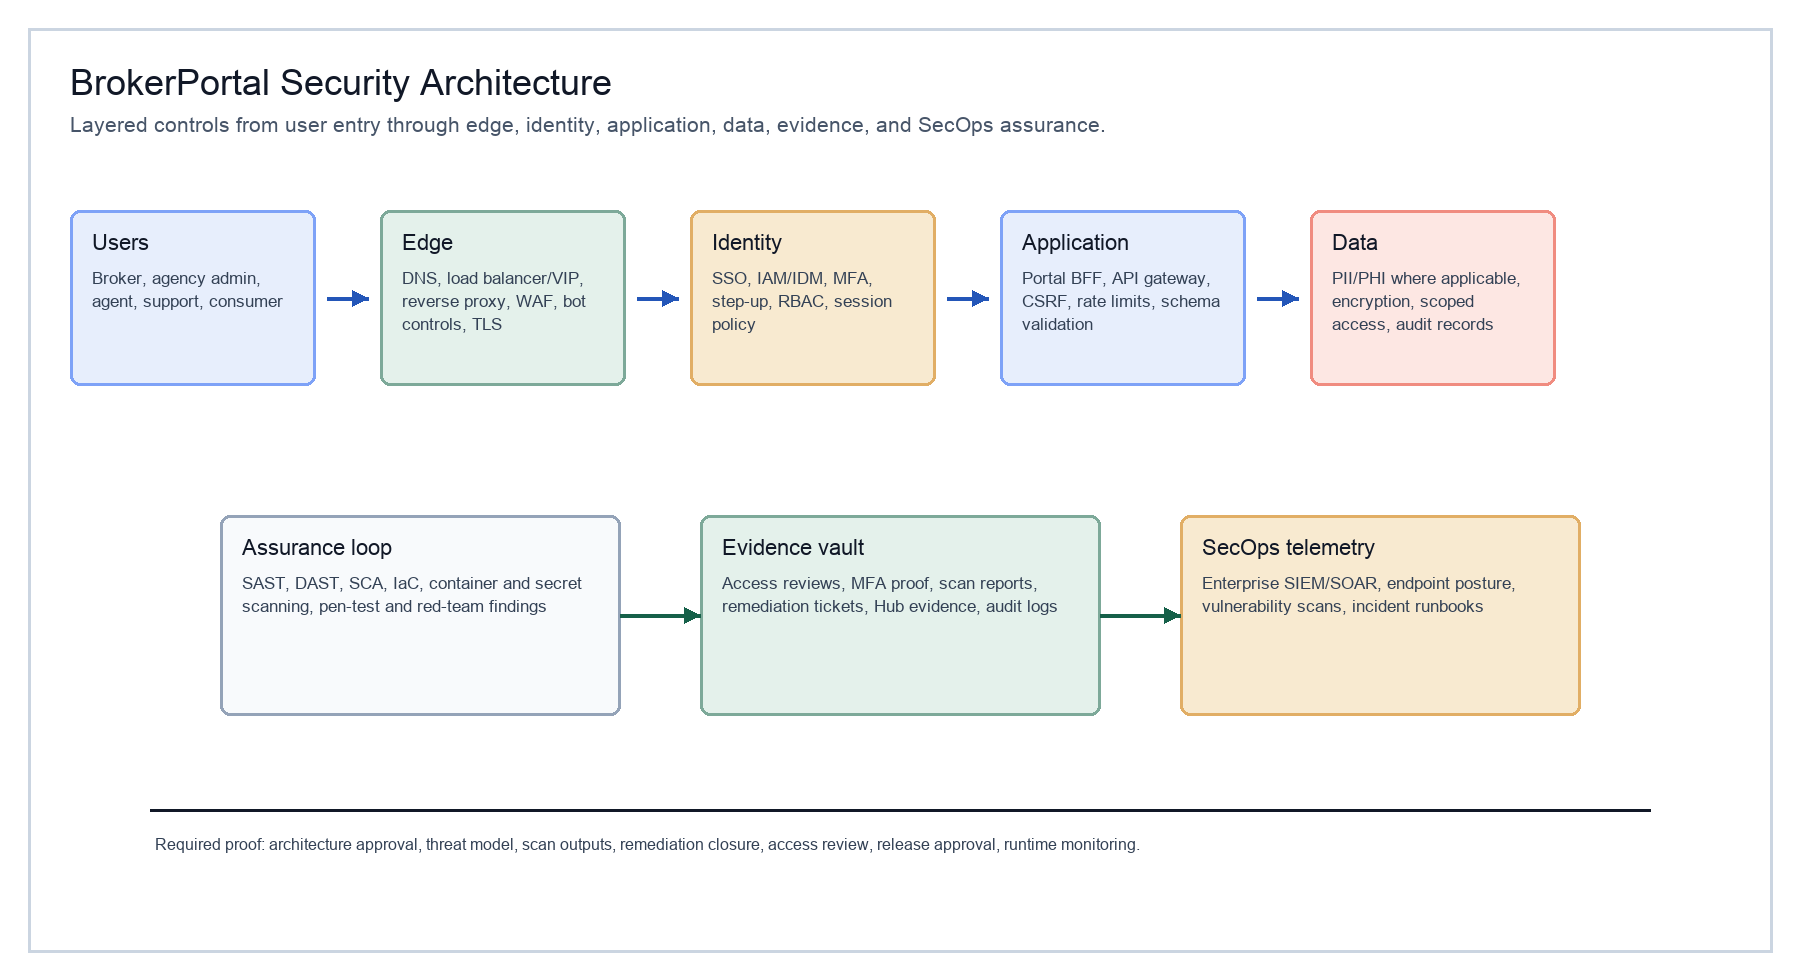 BrokerPortal Security Architecture
Layered controls from user entry through edge, identity, application, data, evidence, and SecOps assurance.
Users
Broker, agency admin,
agent, support, consumer
Edge
DNS, load balancer/VIP,
reverse proxy, WAF, bot
controls, TLS
Identity
SSO, IAM/IDM, MFA,
step-up, RBAC, session
policy
Application
Portal BFF, API gateway,
CSRF, rate limits, schema
validation
Data
PII/PHI where applicable,
encryption, scoped
access, audit records
Assurance loop
SAST, DAST, SCA, IaC, container and secret
scanning, pen-test and red-team findings
Evidence vault
Access reviews, MFA proof, scan reports,
remediation tickets, Hub evidence, audit logs
SecOps telemetry
Enterprise SIEM/SOAR, endpoint posture,
vulnerability scans, incident runbooks
Required proof: architecture approval, threat model, scan outputs, remediation closure, access review, release approval, runtime monitoring.